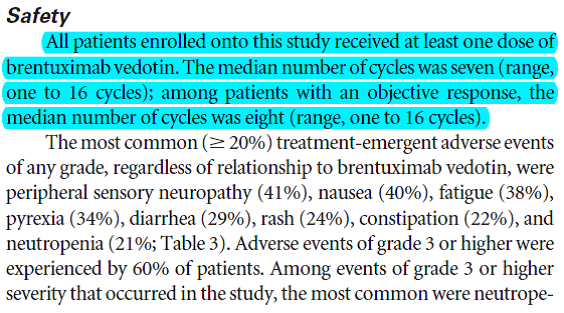 Safety
All patients enrolled onto this study received at least one dose of
brentuximab vedotin. The median number of cycles was seven (range,
one to 16 cycles); among patients with an objective response, the
median number of cycles was eight (range, one to 16 cycles).
The most common (≥ 20%) treatment-emergent adverse events
of any grade, regardless of relationship to brentuximab vedotin, were
peripheral sensory neuropathy (41%), nausea (40%), fatigue (38%),
pyrexia (34%), diarrhea (29%), rash (24%), constipation (22%), and
neutropenia (21%; Table 3). Adverse events of grade 3 or higher were
experienced by 60% of patients. Among events of grade 3 or higher
severity that occurred in the study, the most common were neutrope-